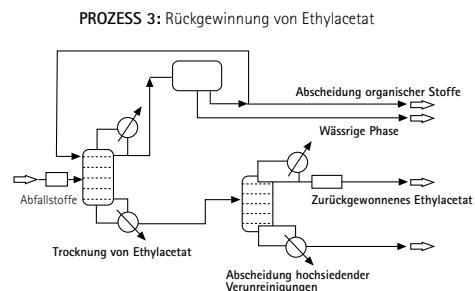 PROZESS 3: Rückgewinnung von Ethylacetat
Abscheidung organischer Stoffe
Wässrige Phase
Abfallstoffe
Zurückgewonnenes Ethylacetat
Trocknung von Ethylacetat
Abscheidung hochsiedender
Verunreinigungen